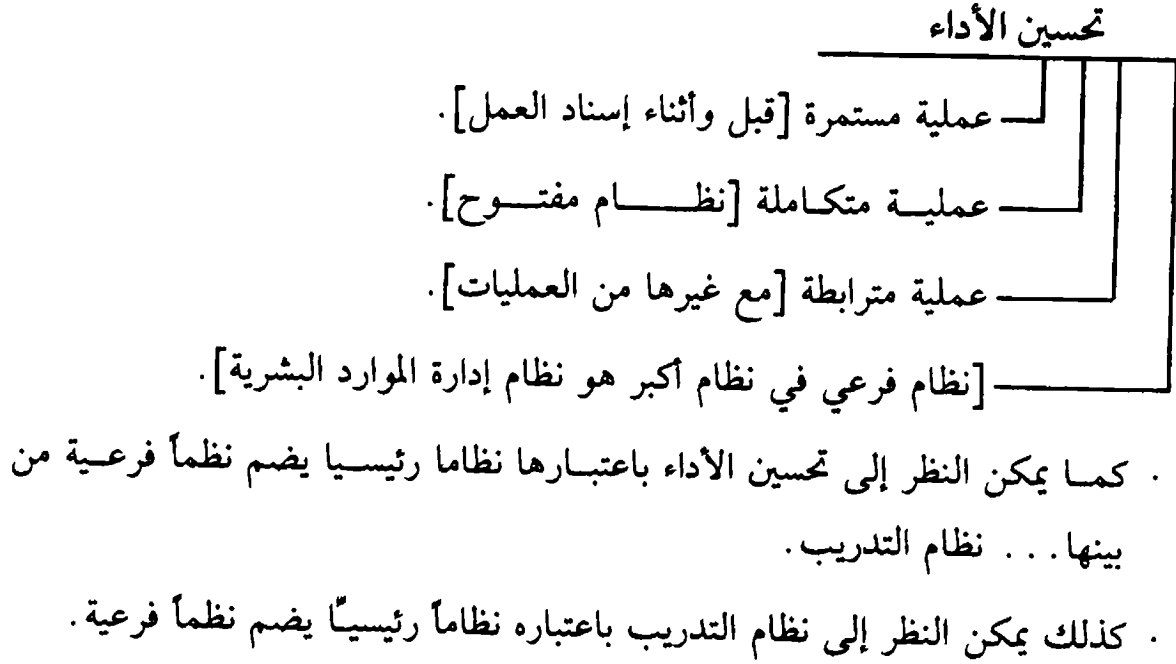 تحسين الأداء
عملية مستمرة [قبل وأثناء إسناد العمل].
عملية متكاملة [نظام مفتوح].
عملية مترابطة [مع غيرها من العمليات].
[نظام فرعي في نظام أكبر هو نظام إدارة الموارد البشرية].
· كما يمكن النظر إلى تحسين الأداء باعتبارها نظاما رئيسيا يضم نظماً فرعية من
بينها... نظام التدريب.
· كذلك يمكن النظر إلى نظام التدريب باعتباره نظاماً رئيسيّاً يضم نظماً فرعية.